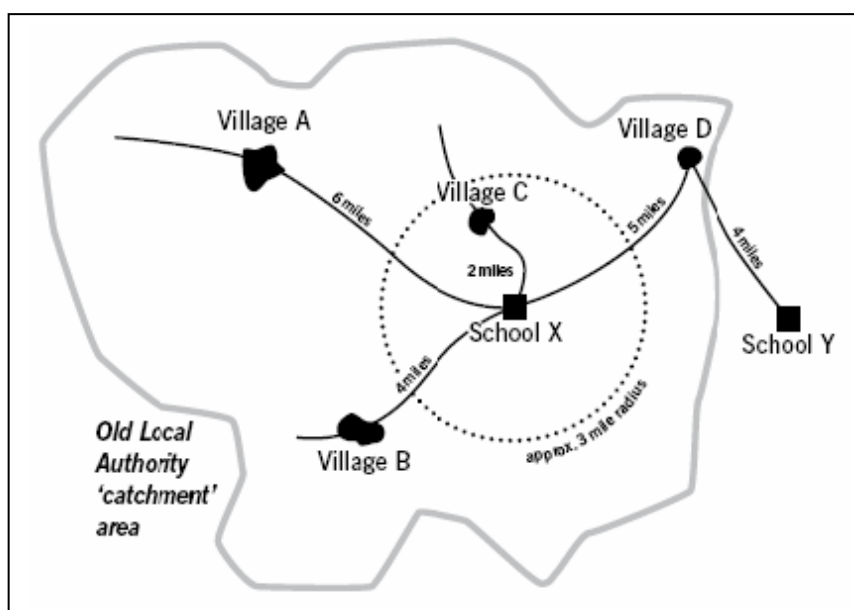 Village A
Village D
Village C
6 miles
5 miles
2 miles
4 miles
School X
School Y
4 miles
approx. 3 mile radius
Village B
Old Local
Authority
‘catchment’
area